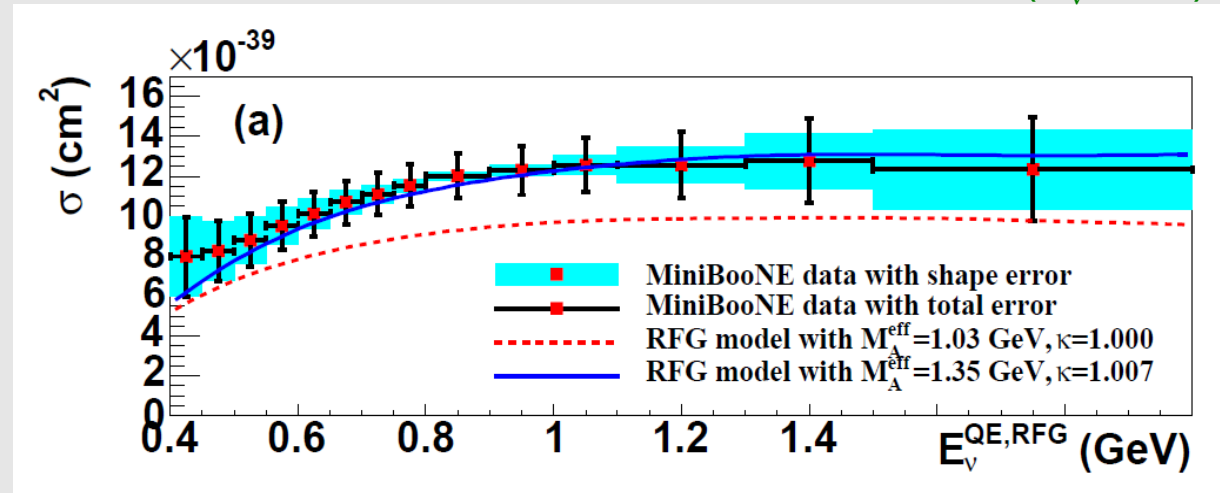 ×10⁻³⁹
σ (cm²)
(a)
16
14
12
10
8
6
4
2
0
MiniBooNE data with shape error
MiniBooNE data with total error
RFG model with M_A^eff=1.03 GeV,κ=1.000
RFG model with M_A^eff=1.35 GeV,κ=1.007
0.4 0.6 0.8 1 1.2 1.4
E_ν^QE,RFG (GeV)